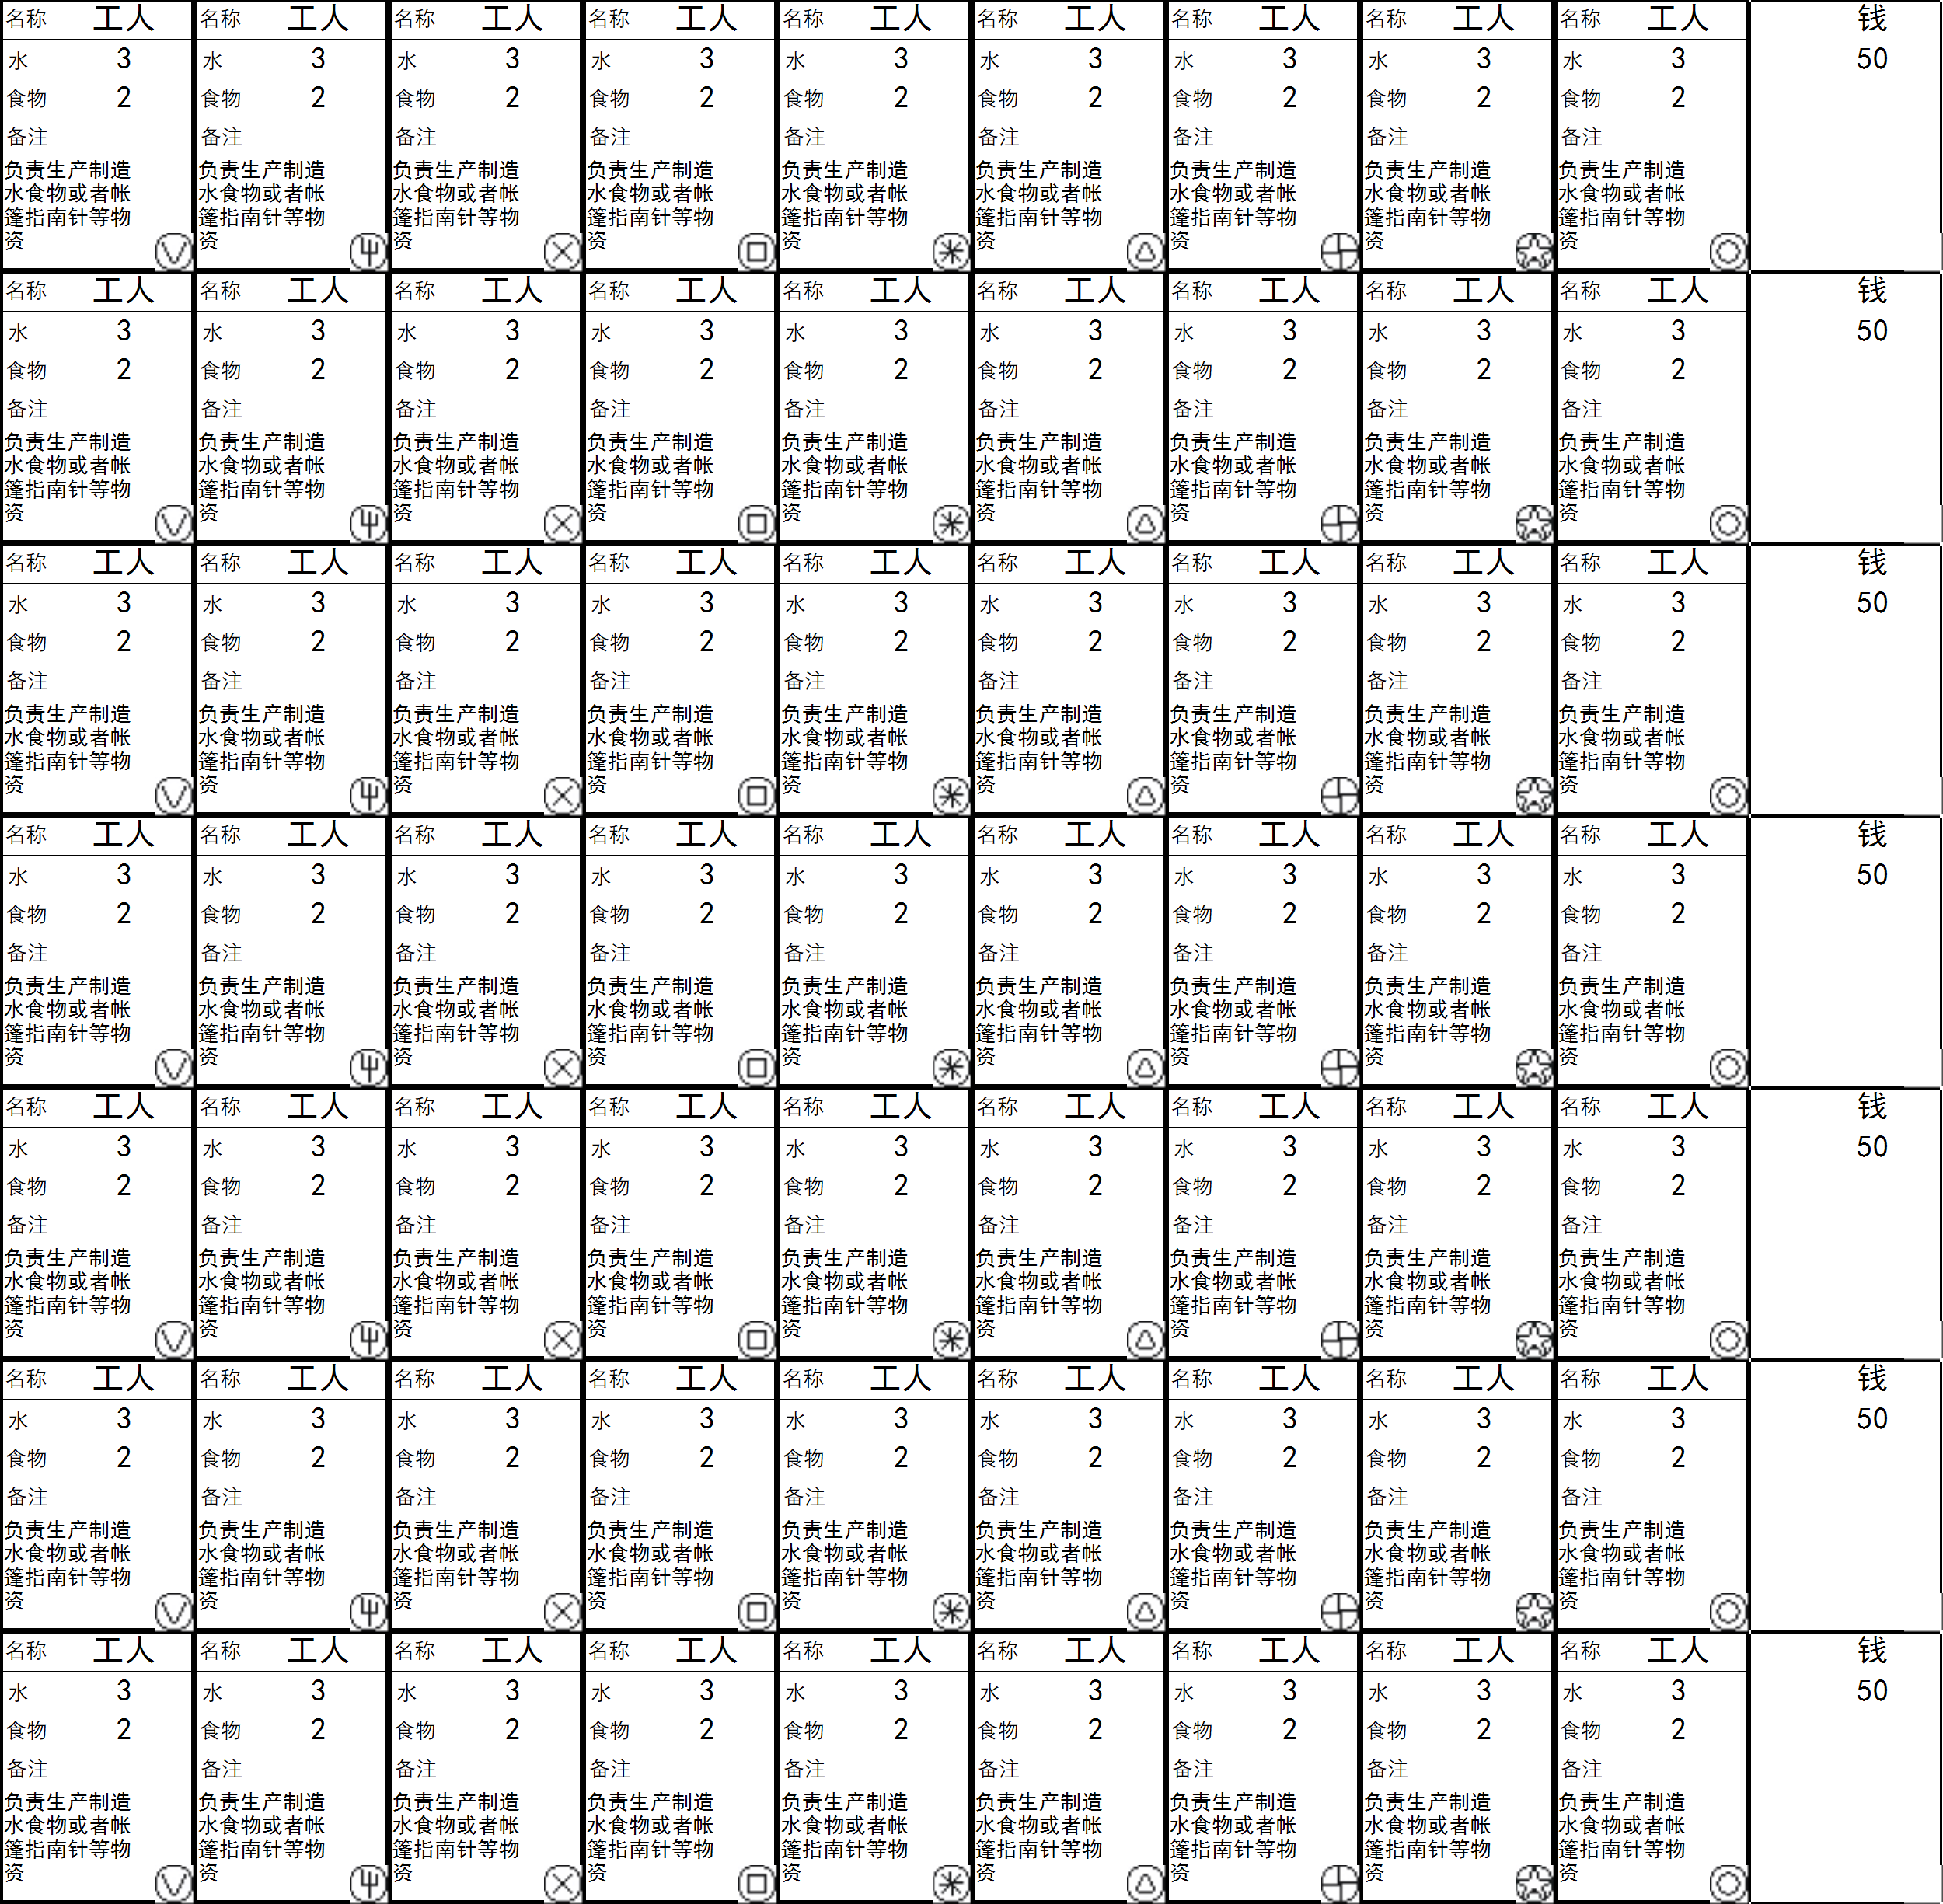 名称 工人 名称 工人 名称 工人 名称 工人 名称 工人 名称 工人 名称 工人 名称 工人 名称 工人 钱
水 3 水 3 水 3 水 3 水 3 水 3 水 3 水 3 水 3 50
食物 2 食物 2 食物 2 食物 2 食物 2 食物 2 食物 2 食物 2 食物 2
备注 备注 备注 备注 备注 备注 备注 备注 备注
负责生产制造 负责生产制造 负责生产制造 负责生产制造 负责生产制造 负责生产制造 负责生产制造 负责生产制造 负责生产制造
水食物或者帐 水食物或者帐 水食物或者帐 水食物或者帐 水食物或者帐 水食物或者帐 水食物或者帐 水食物或者帐 水食物或者帐
篷指南针等物 篷指南针等物 篷指南针等物 篷指南针等物 篷指南针等物 篷指南针等物 篷指南针等物 篷指南针等物 篷指南针等物
资 资 资 资 资 资 资 资 资
名称 工人 名称 工人 名称 工人 名称 工人 名称 工人 名称 工人 名称 工人 名称 工人 名称 工人 钱
水 3 水 3 水 3 水 3 水 3 水 3 水 3 水 3 水 3 50
食物 2 食物 2 食物 2 食物 2 食物 2 食物 2 食物 2 食物 2 食物 2
备注 备注 备注 备注 备注 备注 备注 备注 备注
负责生产制造 负责生产制造 负责生产制造 负责生产制造 负责生产制造 负责生产制造 负责生产制造 负责生产制造 负责生产制造
水食物或者帐 水食物或者帐 水食物或者帐 水食物或者帐 水食物或者帐 水食物或者帐 水食物或者帐 水食物或者帐 水食物或者帐
篷指南针等物 篷指南针等物 篷指南针等物 篷指南针等物 篷指南针等物 篷指南针等物 篷指南针等物 篷指南针等物 篷指南针等物
资 资 资 资 资 资 资 资 资
名称 工人 名称 工人 名称 工人 名称 工人 名称 工人 名称 工人 名称 工人 名称 工人 名称 工人 钱
水 3 水 3 水 3 水 3 水 3 水 3 水 3 水 3 水 3 50
食物 2 食物 2 食物 2 食物 2 食物 2 食物 2 食物 2 食物 2 食物 2
备注 备注 备注 备注 备注 备注 备注 备注 备注
负责生产制造 负责生产制造 负责生产制造 负责生产制造 负责生产制造 负责生产制造 负责生产制造 负责生产制造 负责生产制造
水食物或者帐 水食物或者帐 水食物或者帐 水食物或者帐 水食物或者帐 水食物或者帐 水食物或者帐 水食物或者帐 水食物或者帐
篷指南针等物 篷指南针等物 篷指南针等物 篷指南针等物 篷指南针等物 篷指南针等物 篷指南针等物 篷指南针等物 篷指南针等物
资 资 资 资 资 资 资 资 资
名称 工人 名称 工人 名称 工人 名称 工人 名称 工人 名称 工人 名称 工人 名称 工人 名称 工人 钱
水 3 水 3 水 3 水 3 水 3 水 3 水 3 水 3 水 3 50
食物 2 食物 2 食物 2 食物 2 食物 2 食物 2 食物 2 食物 2 食物 2
备注 备注 备注 备注 备注 备注 备注 备注 备注
负责生产制造 负责生产制造 负责生产制造 负责生产制造 负责生产制造 负责生产制造 负责生产制造 负责生产制造 负责生产制造
水食物或者帐 水食物或者帐 水食物或者帐 水食物或者帐 水食物或者帐 水食物或者帐 水食物或者帐 水食物或者帐 水食物或者帐
篷指南针等物 篷指南针等物 篷指南针等物 篷指南针等物 篷指南针等物 篷指南针等物 篷指南针等物 篷指南针等物 篷指南针等物
资 资 资 资 资 资 资 资 资
名称 工人 名称 工人 名称 工人 名称 工人 名称 工人 名称 工人 名称 工人 名称 工人 名称 工人 钱
水 3 水 3 水 3 水 3 水 3 水 3 水 3 水 3 水 3 50
食物 2 食物 2 食物 2 食物 2 食物 2 食物 2 食物 2 食物 2 食物 2
备注 备注 备注 备注 备注 备注 备注 备注 备注
负责生产制造 负责生产制造 负责生产制造 负责生产制造 负责生产制造 负责生产制造 负责生产制造 负责生产制造 负责生产制造
水食物或者帐 水食物或者帐 水食物或者帐 水食物或者帐 水食物或者帐 水食物或者帐 水食物或者帐 水食物或者帐 水食物或者帐
篷指南针等物 篷指南针等物 篷指南针等物 篷指南针等物 篷指南针等物 篷指南针等物 篷指南针等物 篷指南针等物 篷指南针等物
资 资 资 资 资 资 资 资 资
名称 工人 名称 工人 名称 工人 名称 工人 名称 工人 名称 工人 名称 工人 名称 工人 名称 工人 钱
水 3 水 3 水 3 水 3 水 3 水 3 水 3 水 3 水 3 50
食物 2 食物 2 食物 2 食物 2 食物 2 食物 2 食物 2 食物 2 食物 2
备注 备注 备注 备注 备注 备注 备注 备注 备注
负责生产制造 负责生产制造 负责生产制造 负责生产制造 负责生产制造 负责生产制造 负责生产制造 负责生产制造 负责生产制造
水食物或者帐 水食物或者帐 水食物或者帐 水食物或者帐 水食物或者帐 水食物或者帐 水食物或者帐 水食物或者帐 水食物或者帐
篷指南针等物 篷指南针等物 篷指南针等物 篷指南针等物 篷指南针等物 篷指南针等物 篷指南针等物 篷指南针等物 篷指南针等物
资 资 资 资 资 资 资 资 资
名称 工人 名称 工人 名称 工人 名称 工人 名称 工人 名称 工人 名称 工人 名称 工人 名称 工人 钱
水 3 水 3 水 3 水 3 水 3 水 3 水 3 水 3 水 3 50
食物 2 食物 2 食物 2 食物 2 食物 2 食物 2 食物 2 食物 2 食物 2
备注 备注 备注 备注 备注 备注 备注 备注 备注
负责生产制造 负责生产制造 负责生产制造 负责生产制造 负责生产制造 负责生产制造 负责生产制造 负责生产制造 负责生产制造
水食物或者帐 水食物或者帐 水食物或者帐 水食物或者帐 水食物或者帐 水食物或者帐 水食物或者帐 水食物或者帐 水食物或者帐
篷指南针等物 篷指南针等物 篷指南针等物 篷指南针等物 篷指南针等物 篷指南针等物 篷指南针等物 篷指南针等物 篷指南针等物
资 资 资 资 资 资 资 资 资